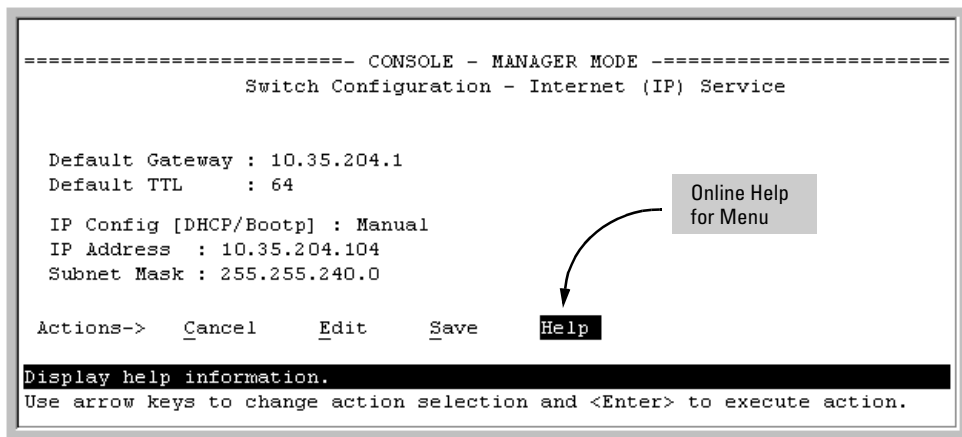 ==========================- CONSOLE - MANAGER MODE -========================
Switch Configuration - Internet (IP) Service
Default Gateway : 10.35.204.1
Default TTL : 64
IP Config [DHCP/Bootp] : Manual
IP Address : 10.35.204.104
Subnet Mask : 255.255.240.0
Online Help
for Menu
Actions-> Cancel Edit Save Help
Display help information.
Use arrow keys to change action selection and <Enter> to execute action.